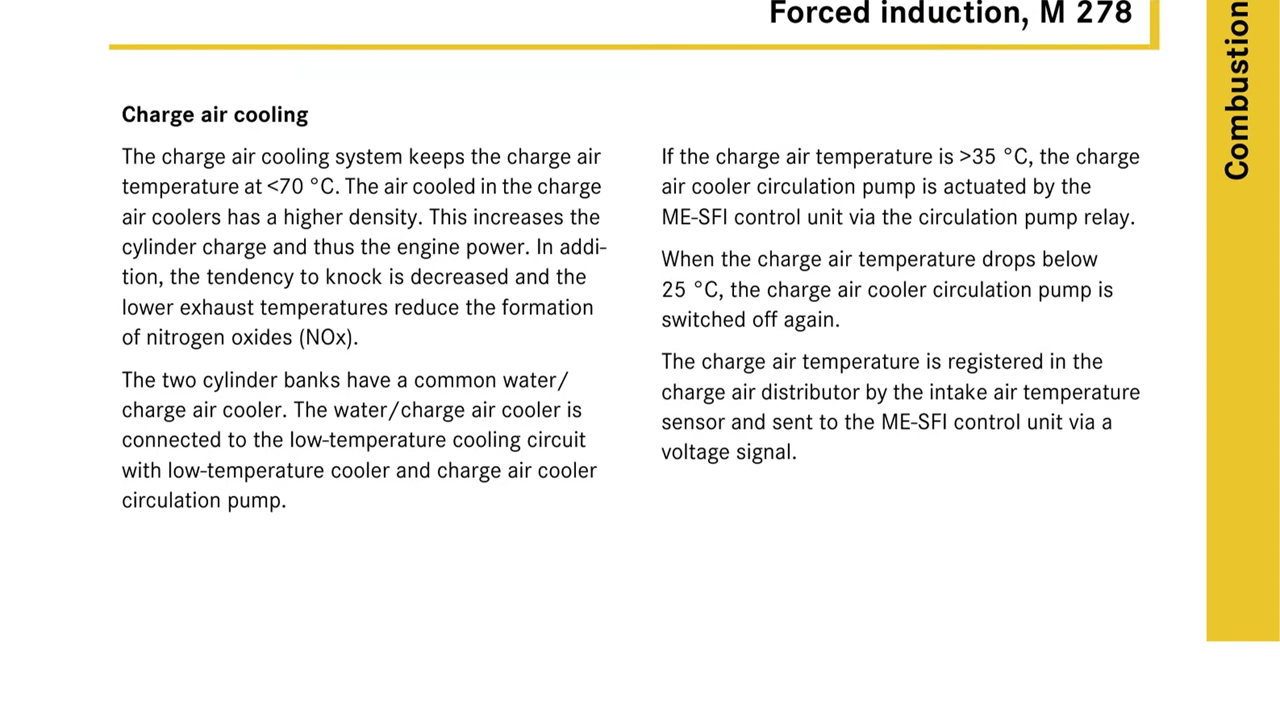 Forced induction, M 278
Combustion
Charge air cooling
The charge air cooling system keeps the charge air
temperature at <70 °C. The air cooled in the charge
air coolers has a higher density. This increases the
cylinder charge and thus the engine power. In addi-
tion, the tendency to knock is decreased and the
lower exhaust temperatures reduce the formation
of nitrogen oxides (NOx).
The two cylinder banks have a common water/
charge air cooler. The water/charge air cooler is
connected to the low-temperature cooling circuit
with low-temperature cooler and charge air cooler
circulation pump.
If the charge air temperature is >35 °C, the charge
air cooler circulation pump is actuated by the
ME-SFI control unit via the circulation pump relay.
When the charge air temperature drops below
25 °C, the charge air cooler circulation pump is
switched off again.
The charge air temperature is registered in the
charge air distributor by the intake air temperature
sensor and sent to the ME-SFI control unit via a
voltage signal.